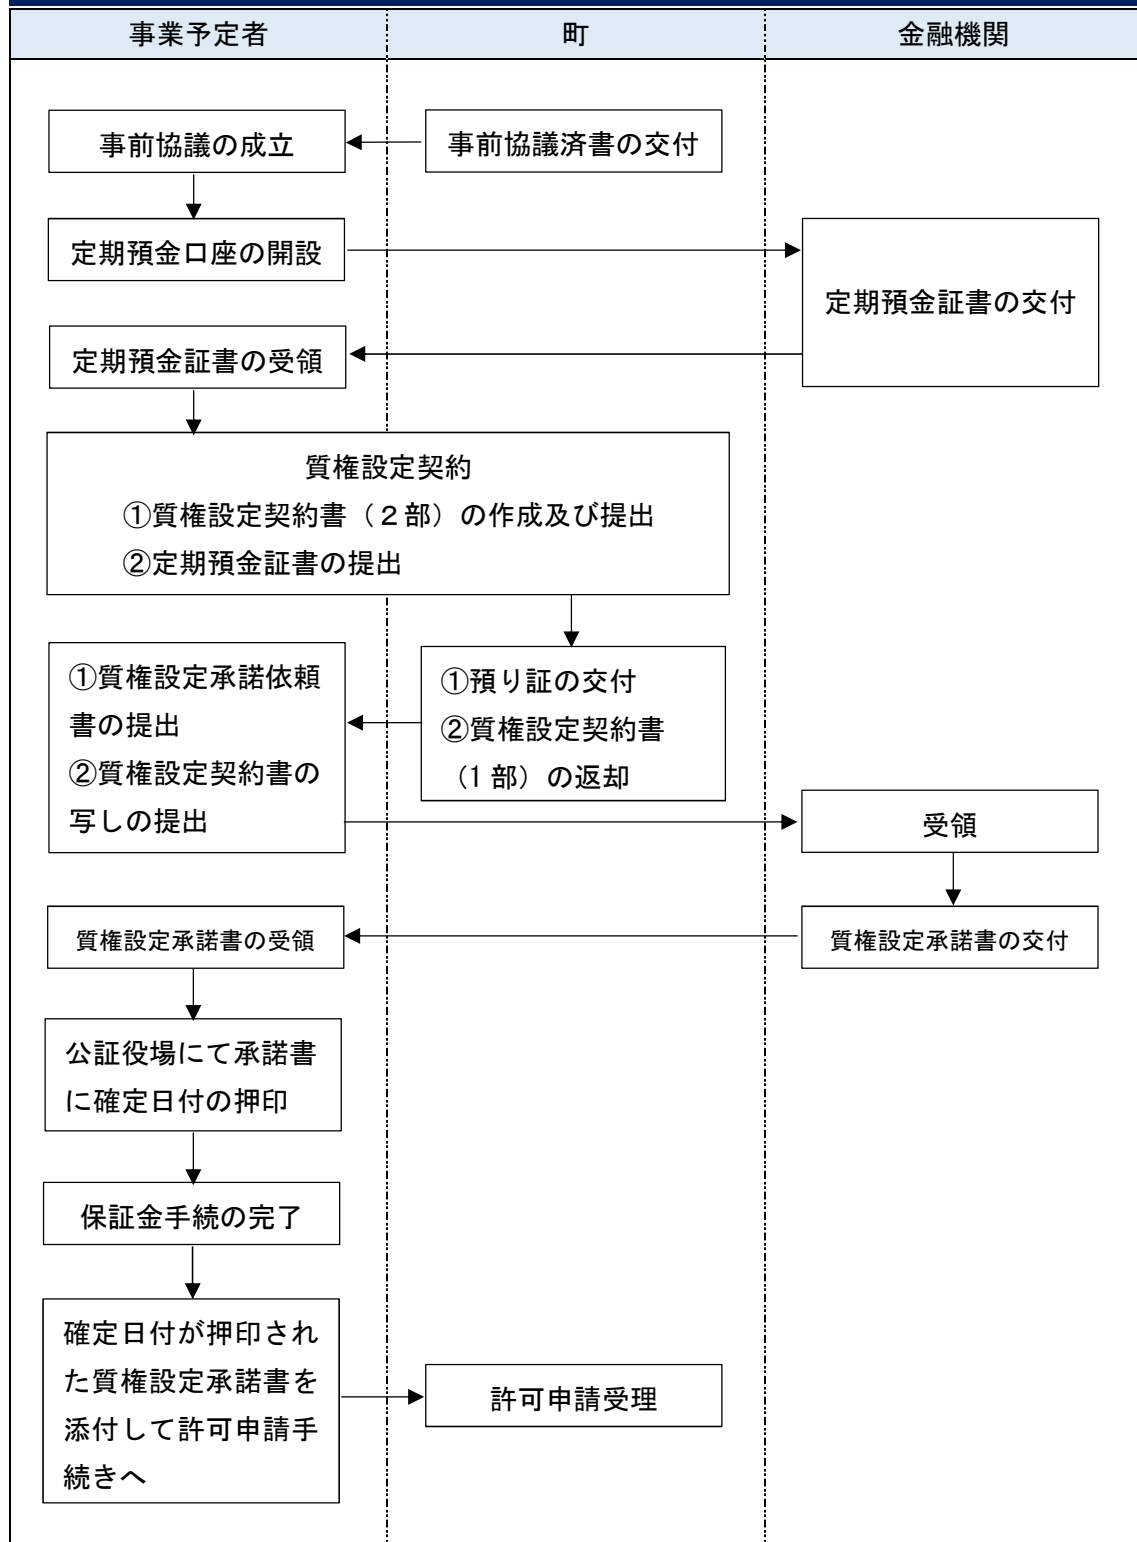 事業予定者
町
金融機関
事前協議の成立
事前協議済書の交付
定期預金口座の開設
定期預金証書の交付
定期預金証書の受領
質権設定契約
①質権設定契約書（２部）の作成及び提出
②定期預金証書の提出
①質権設定承諾依頼
書の提出
②質権設定契約書の
写しの提出
①預り証の交付
②質権設定契約書
（1 部）の返却
受領
質権設定承諾書の受領
質権設定承諾書の交付
公証役場にて承諾書
に確定日付の押印
保証金手続の完了
確定日付が押印され
た質権設定承諾書を
添付して許可申請手
続きへ
許可申請受理